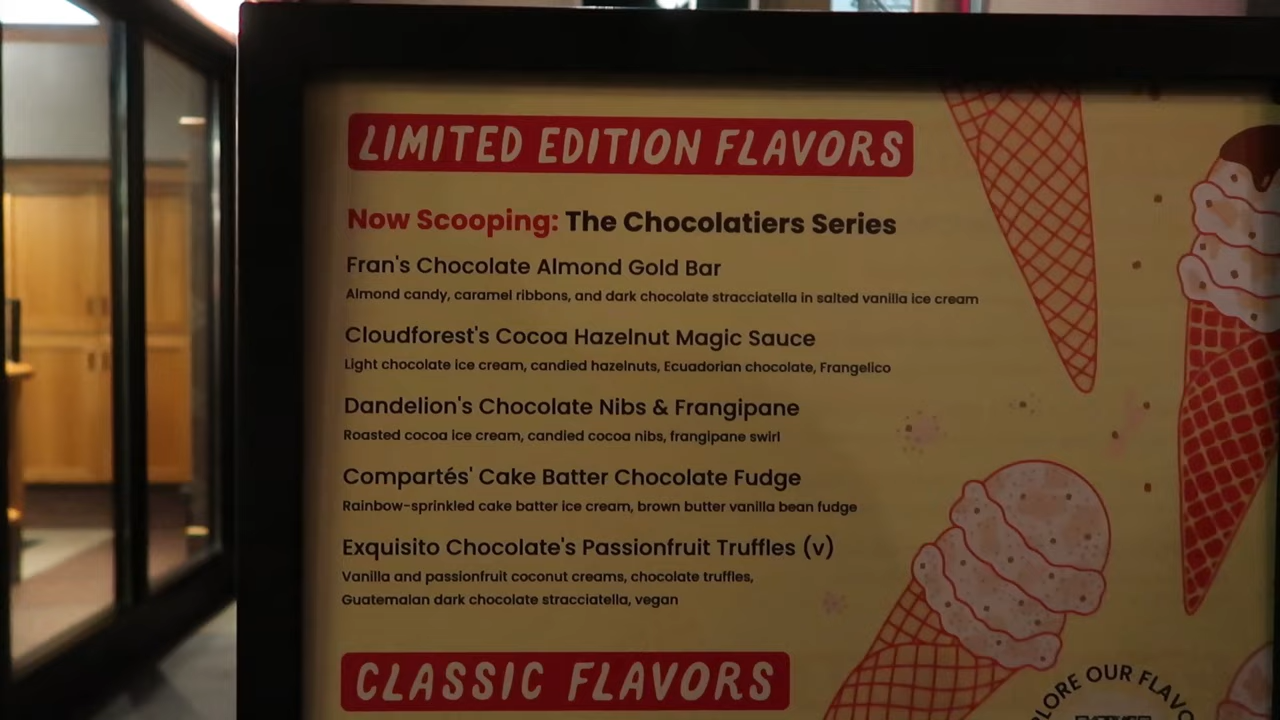 LIMITED EDITION FLAVORS
Now Scooping: The Chocolatiers Series
Fran's Chocolate Almond Gold Bar
Almond candy, caramel ribbons, and dark chocolate stracciatella in salted vanilla ice cream
Cloudforest's Cocoa Hazelnut Magic Sauce
Light chocolate ice cream, candied hazelnuts, Ecuadorian chocolate, Frangelico
Dandelion's Chocolate Nibs & Frangipane
Roasted cocoa ice cream, candied cocoa nibs, frangipane swirl
Compartés' Cake Batter Chocolate Fudge
Rainbow-sprinkled cake batter ice cream, brown butter vanilla bean fudge
Exquisito Chocolate's Passionfruit Truffles (v)
Vanilla and passionfruit coconut creams, chocolate truffles,
Guatemalan dark chocolate stracciatella, vegan
CLASSIC FLAVORS
OUR